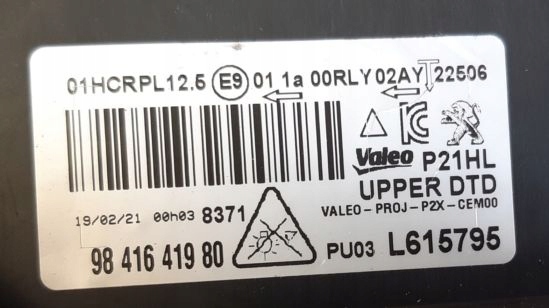 01HCRPL12.5 E9 01 1a 00RLY 02AY 22506
Valeo P21HL
UPPER DTD
19/02/21 00h03 8371
VALEO-PROJ-P2X-CEM00
98 416 419 80
PU03 L615795